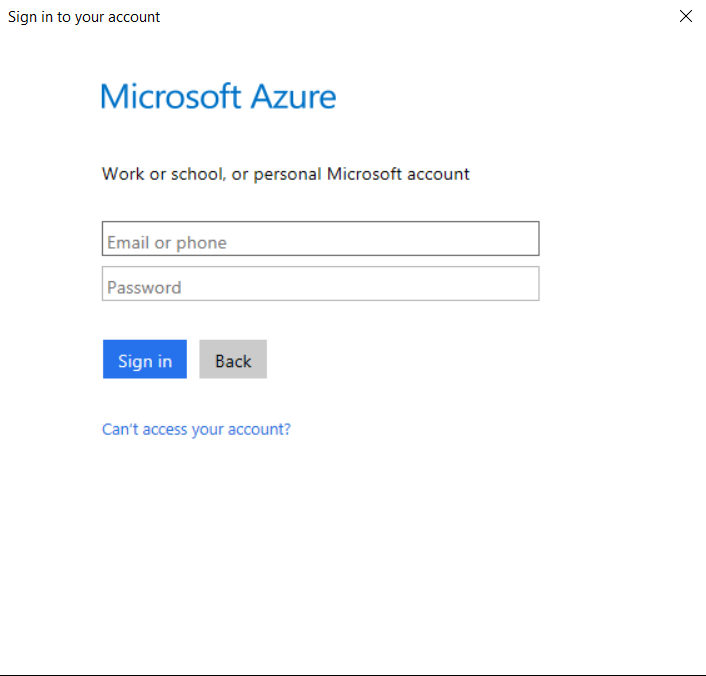 Sign in to your account
Microsoft Azure
Work or school, or personal Microsoft account
Email or phone
Password
Sign in Back
Can't access your account?